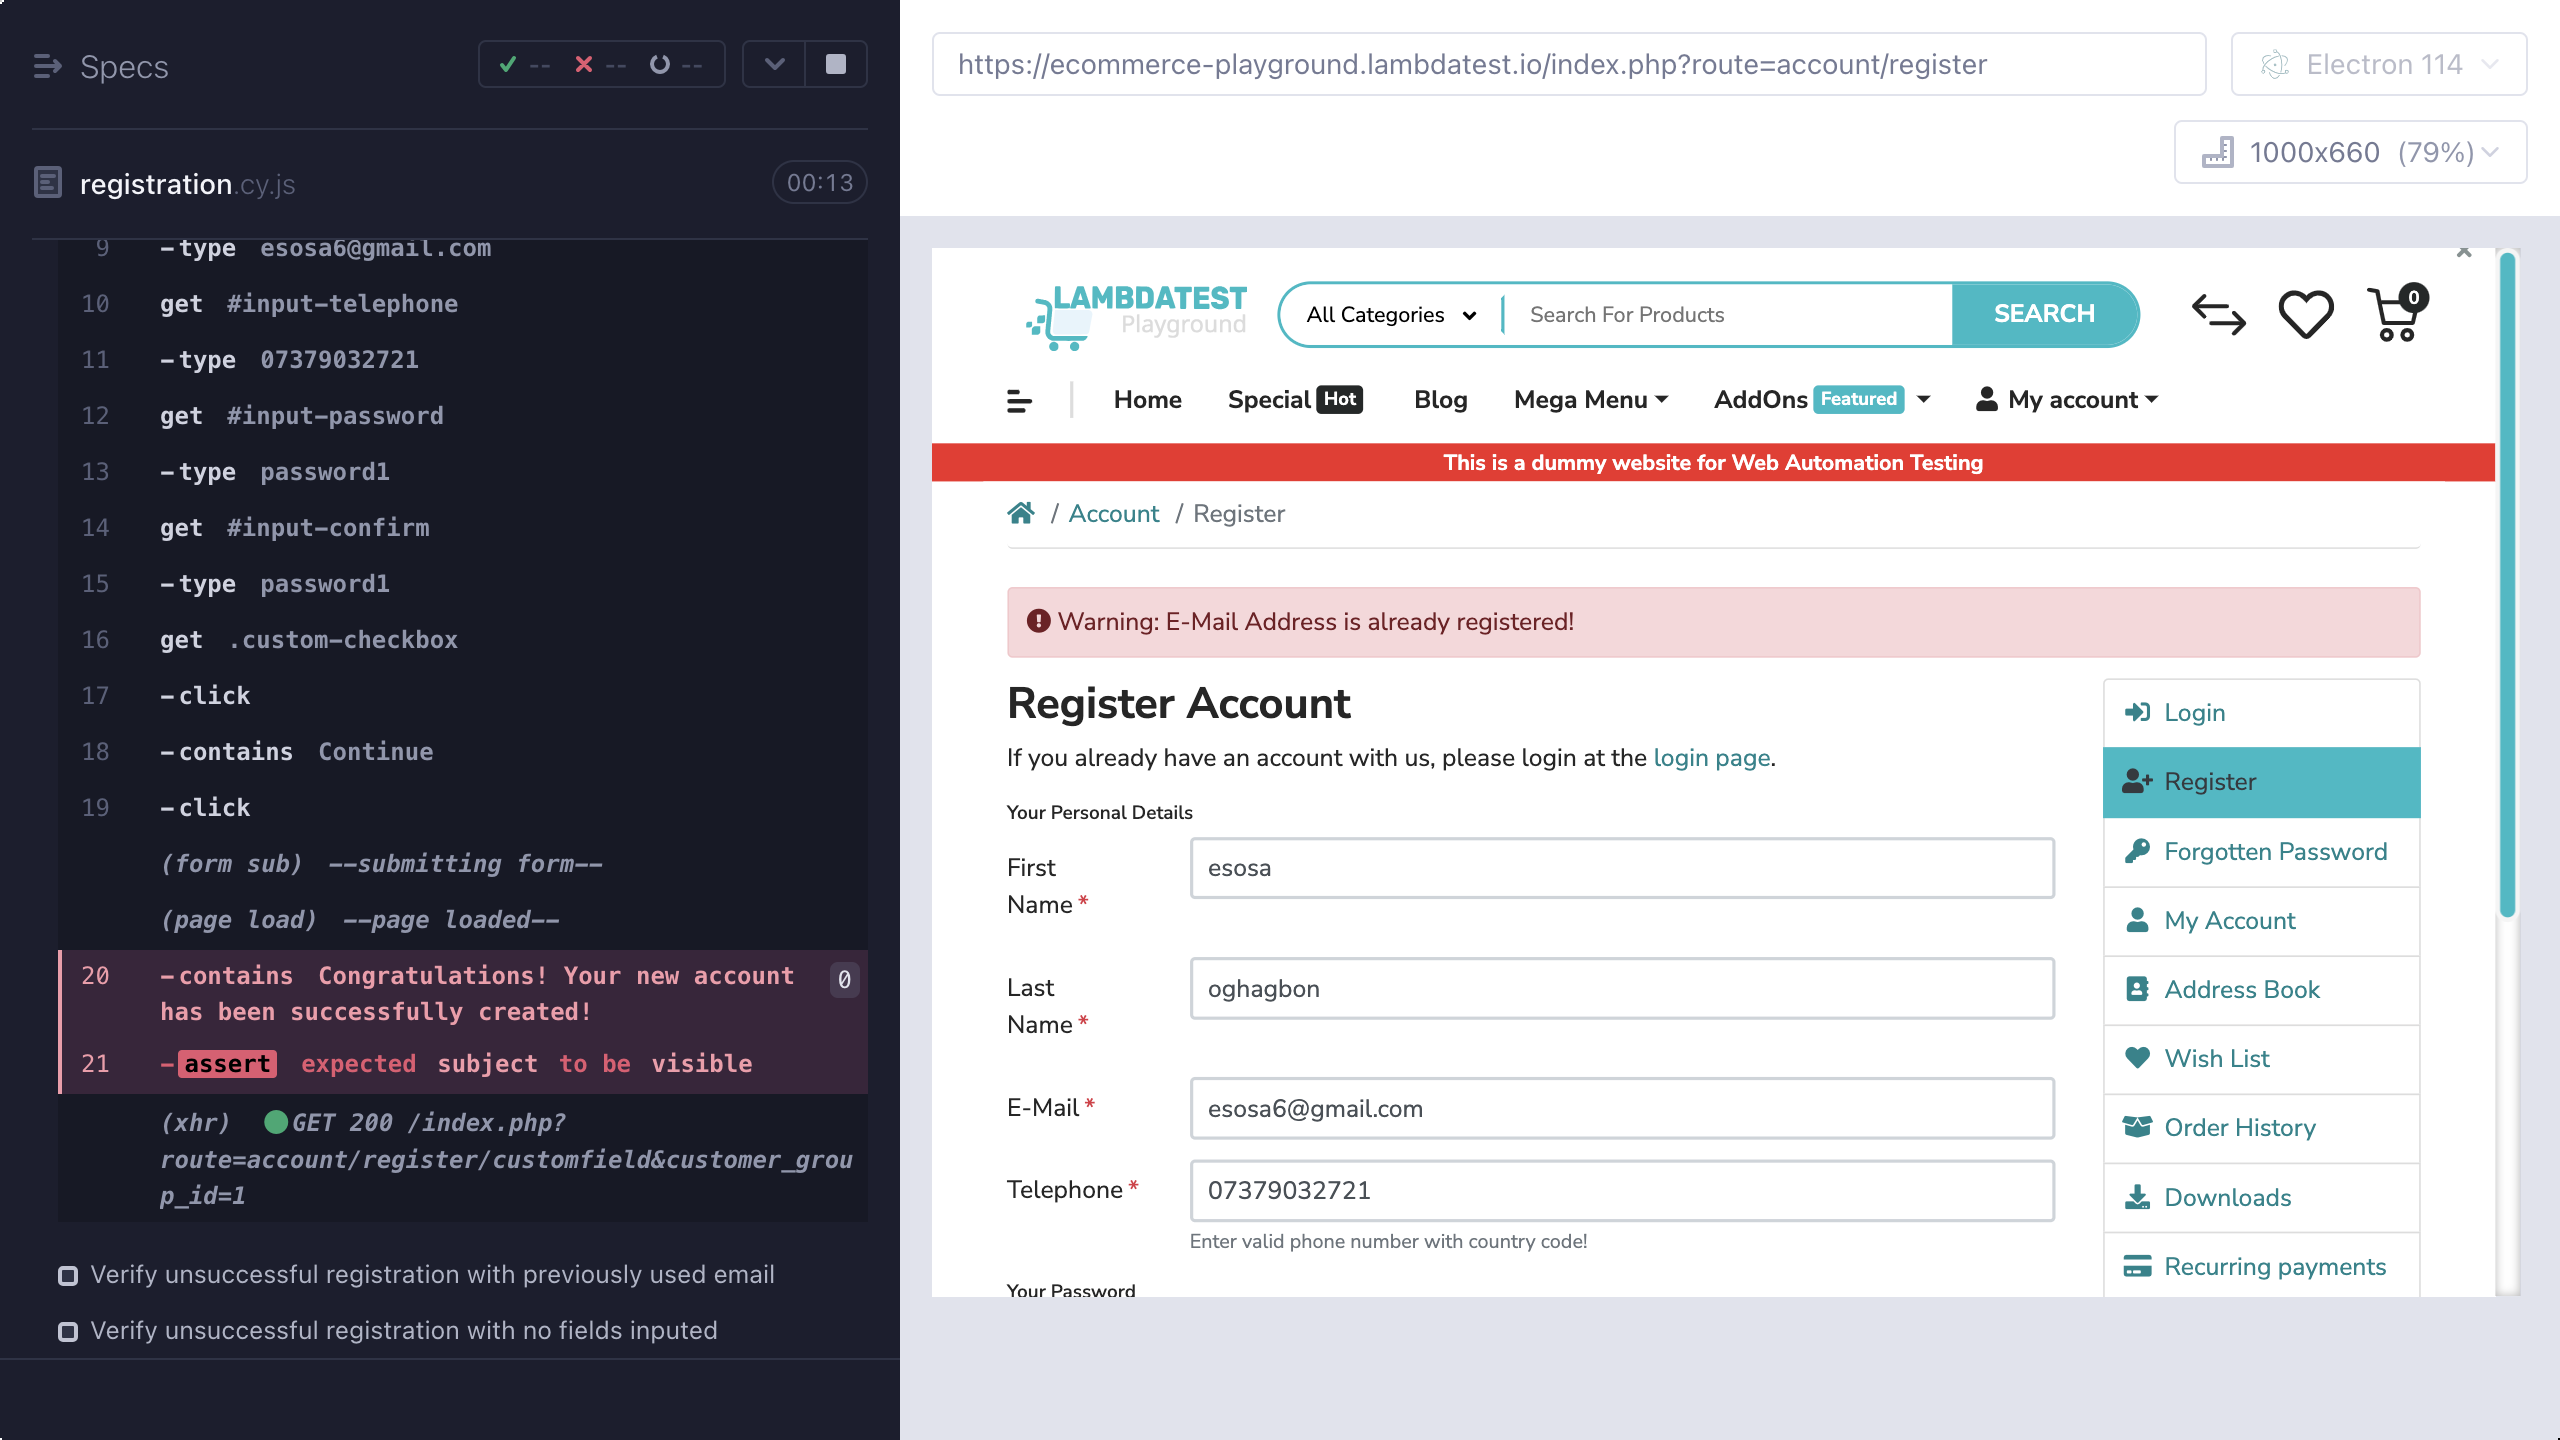 Specs
-- -- --
registration.cy.js
00:13
9 -type esosa6@gmail.com
10 get #input-telephone
11 -type 07379032721
12 get #input-password
13 -type password1
14 get #input-confirm
15 -type password1
16 get .custom-checkbox
17 -click
18 -contains Continue
19 -click
(form sub) --submitting form--
(page load) --page loaded--
20 -contains Congratulations! Your new account
has been successfully created!
0
21 -assert expected subject to be visible
(xhr) GET 200 /index.php?
route=account/register/customfield&customer_grou
p_id=1
Verify unsuccessful registration with previously used email
Verify unsuccessful registration with no fields inputed
https://ecommerce-playground.lambdatest.io/index.php?route=account/register
Electron 114
1000x660 (79%)
LAMBDATEST
Playground
All Categories
Search For Products
SEARCH
0
Home
Special Hot
Blog
Mega Menu
AddOns Featured
My account
This is a dummy website for Web Automation Testing
/ Account / Register
Warning: E-Mail Address is already registered!
Register Account
If you already have an account with us, please login at the login page.
Your Personal Details
First
Name *
esosa
Last
Name *
oghagbon
E-Mail *
esosa6@gmail.com
Telephone *
07379032721
Enter valid phone number with country code!
Your Password
Login
Register
Forgotten Password
My Account
Address Book
Wish List
Order History
Downloads
Recurring payments